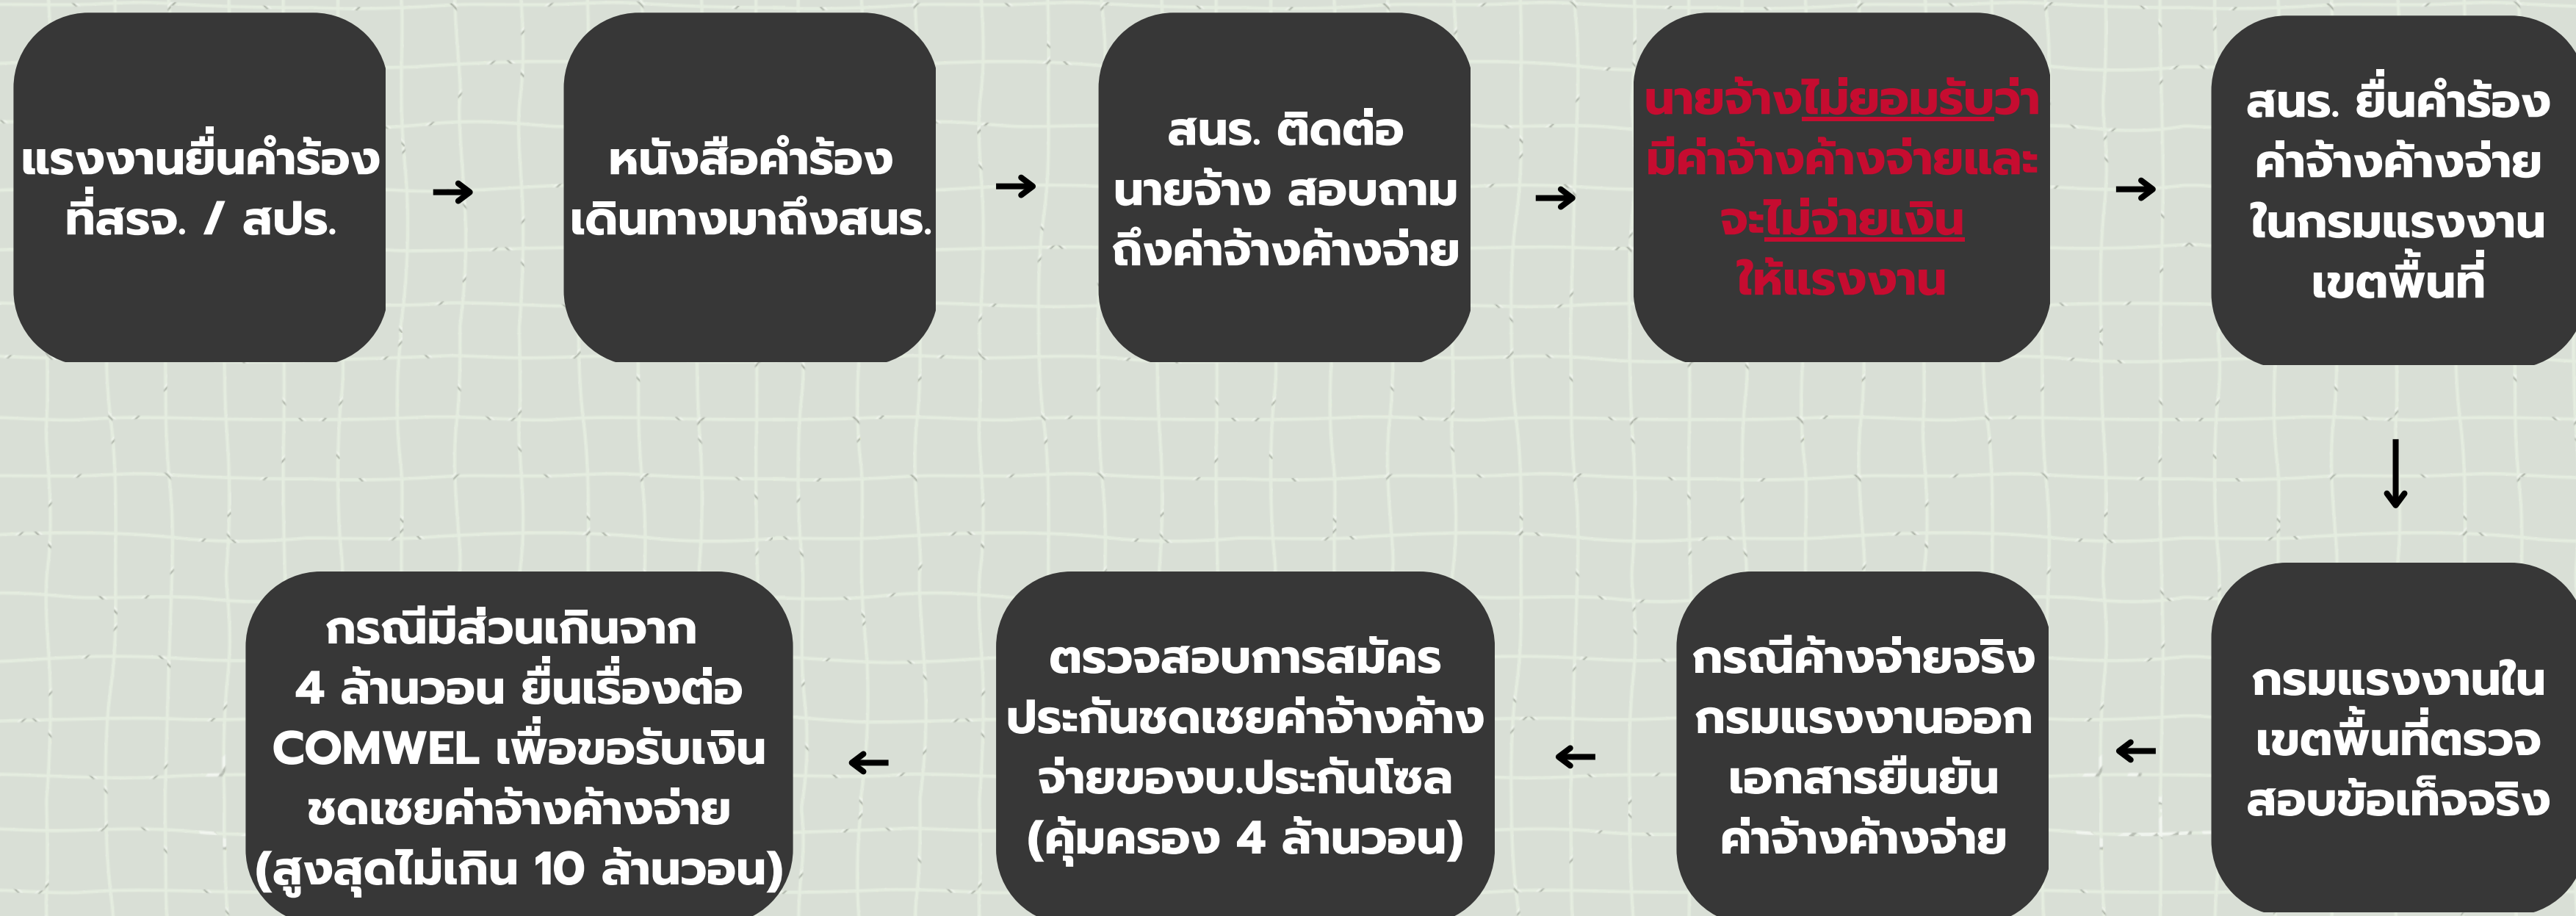 แรงงานยื่นคำร้อง
ที่สรจ. / สปร.
หนังสือคำร้อง
เดินทางมาถึงสนร.
สนร. ติดต่อ
นายจ้าง สอบถาม
ถึงค่าจ้างค้างจ่าย
นายจ้างไม่ยอมรับว่า
มีค่าจ้างค้างจ่ายและ
จะไม่จ่ายเงิน
ให้แรงงาน
สนร. ยื่นคำร้อง
ค่าจ้างค้างจ่าย
ในกรมแรงงาน
เขตพื้นที่
กรมแรงงานใน
เขตพื้นที่ตรวจ
สอบข้อเท็จจริง
กรณีค้างจ่ายจริง
กรมแรงงานออก
เอกสารยืนยัน
ค่าจ้างค้างจ่าย
ตรวจสอบการสมัคร
ประกันชดเชยค่าจ้างค้าง
จ่ายของบ.ประกันโซล
(คุ้มครอง 4 ล้านวอน)
กรณีมีส่วนเกินจาก
4 ล้านวอน ยื่นเรื่องต่อ
COMWEL เพื่อขอรับเงิน
ชดเชยค่าจ้างค้างจ่าย
(สูงสุดไม่เกิน 10 ล้านวอน)